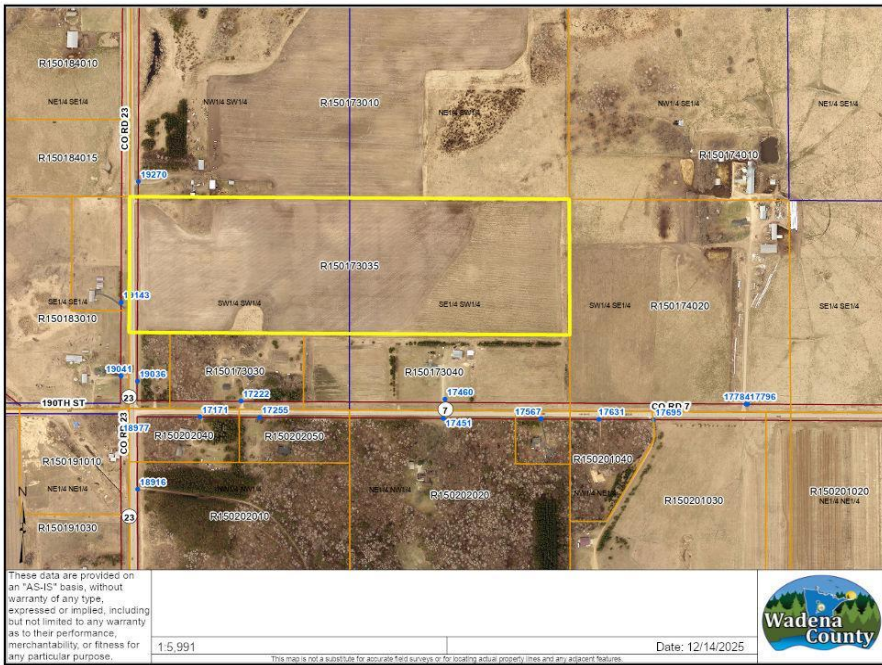 R150184010
NE1/4 SE1/4
CO RD 23
NW1/4 SW1/4
R150173010
NE1/4 SW1/4
NW1/4 SE1/4
NE1/4 SE1/4
R150184015
R150174010
19270
R150173035
19143
SE1/4 SE1/4
SW1/4 SW1/4
SE1/4 SW1/4
SW1/4 SE1/4
R150174020
SE1/4 SE1/4
R150183010
19041
19036
R150173030
R150173040
190TH ST
23
17222
17460
7
CO RD 7
1778417796
17171
17255
17451
17567
17631
17695
CO RD 23
18977
R150202040
R150202050
R150191010
R150201040
NE1/4 NE1/4
18916
NW1/4 NW1/4
NE1/4 NW1/4
R150202020
NW1/4 NE1/4
R150201030
R150201020
NE1/4 NE1/4
N
R150191030
23
R150202010
These data are provided on
an "AS-IS" basis, without
warranty of any type,
expressed or implied, including
but not limited to any warranty
as to their performance,
merchantability, or fitness for
any particular purpose.
1:5,991
Date: 12/14/2025
This map is not a substitute for accurate field surveys or for locating actual property lines and any adjacent features.
Wadena
County